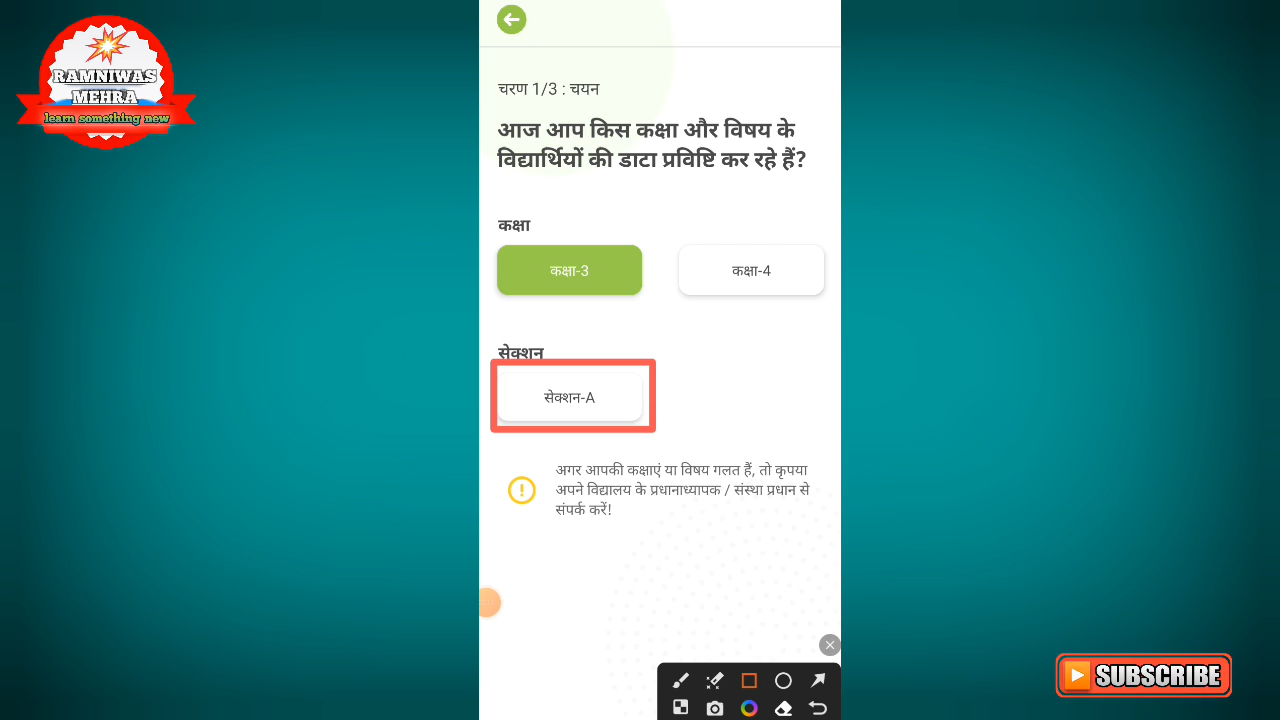 RAMNIWAS
MEHRA
learn something new
चरण 1/3 : चयन
आज आप किस कक्षा और विषय के
विद्यार्थियों की डाटा प्रविष्टि कर रहे हैं?
कक्षा
कक्षा-3
कक्षा-4
सेक्शन
सेक्शन-A
अगर आपकी कक्षाएं या विषय गलत हैं, तो कृपया
अपने विद्यालय के प्रधानाध्यापक / संस्था प्रधान से
संपर्क करें!
SUBSCRIBE